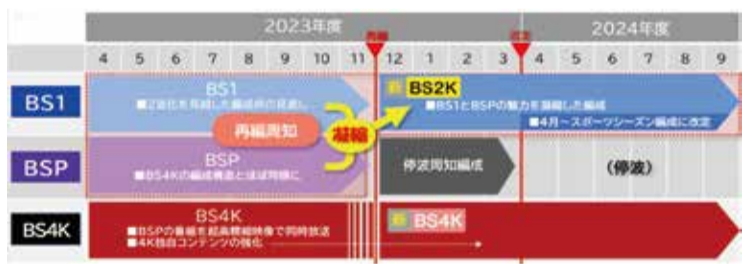 2023年度 2024年度
4 5 6 7 8 9 10 11 12 1 2 3 4 5 6 7 8 9
BS1
BS1
■2波化を見据えた編成枠の見直し
新 BS2K
■BS1とBSPの魅力を凝縮した編成
■4月~スポーツシーズン編成に改定
再編周知
凝縮
BSP
BSP
■BS4Kの編成構造とほぼ同様に
停波周知編成
(停波)
BS4K
BS4K
■BSPの番組を超高精細映像で同時放送
■4K独自コンテンツの強化
新 BS4K